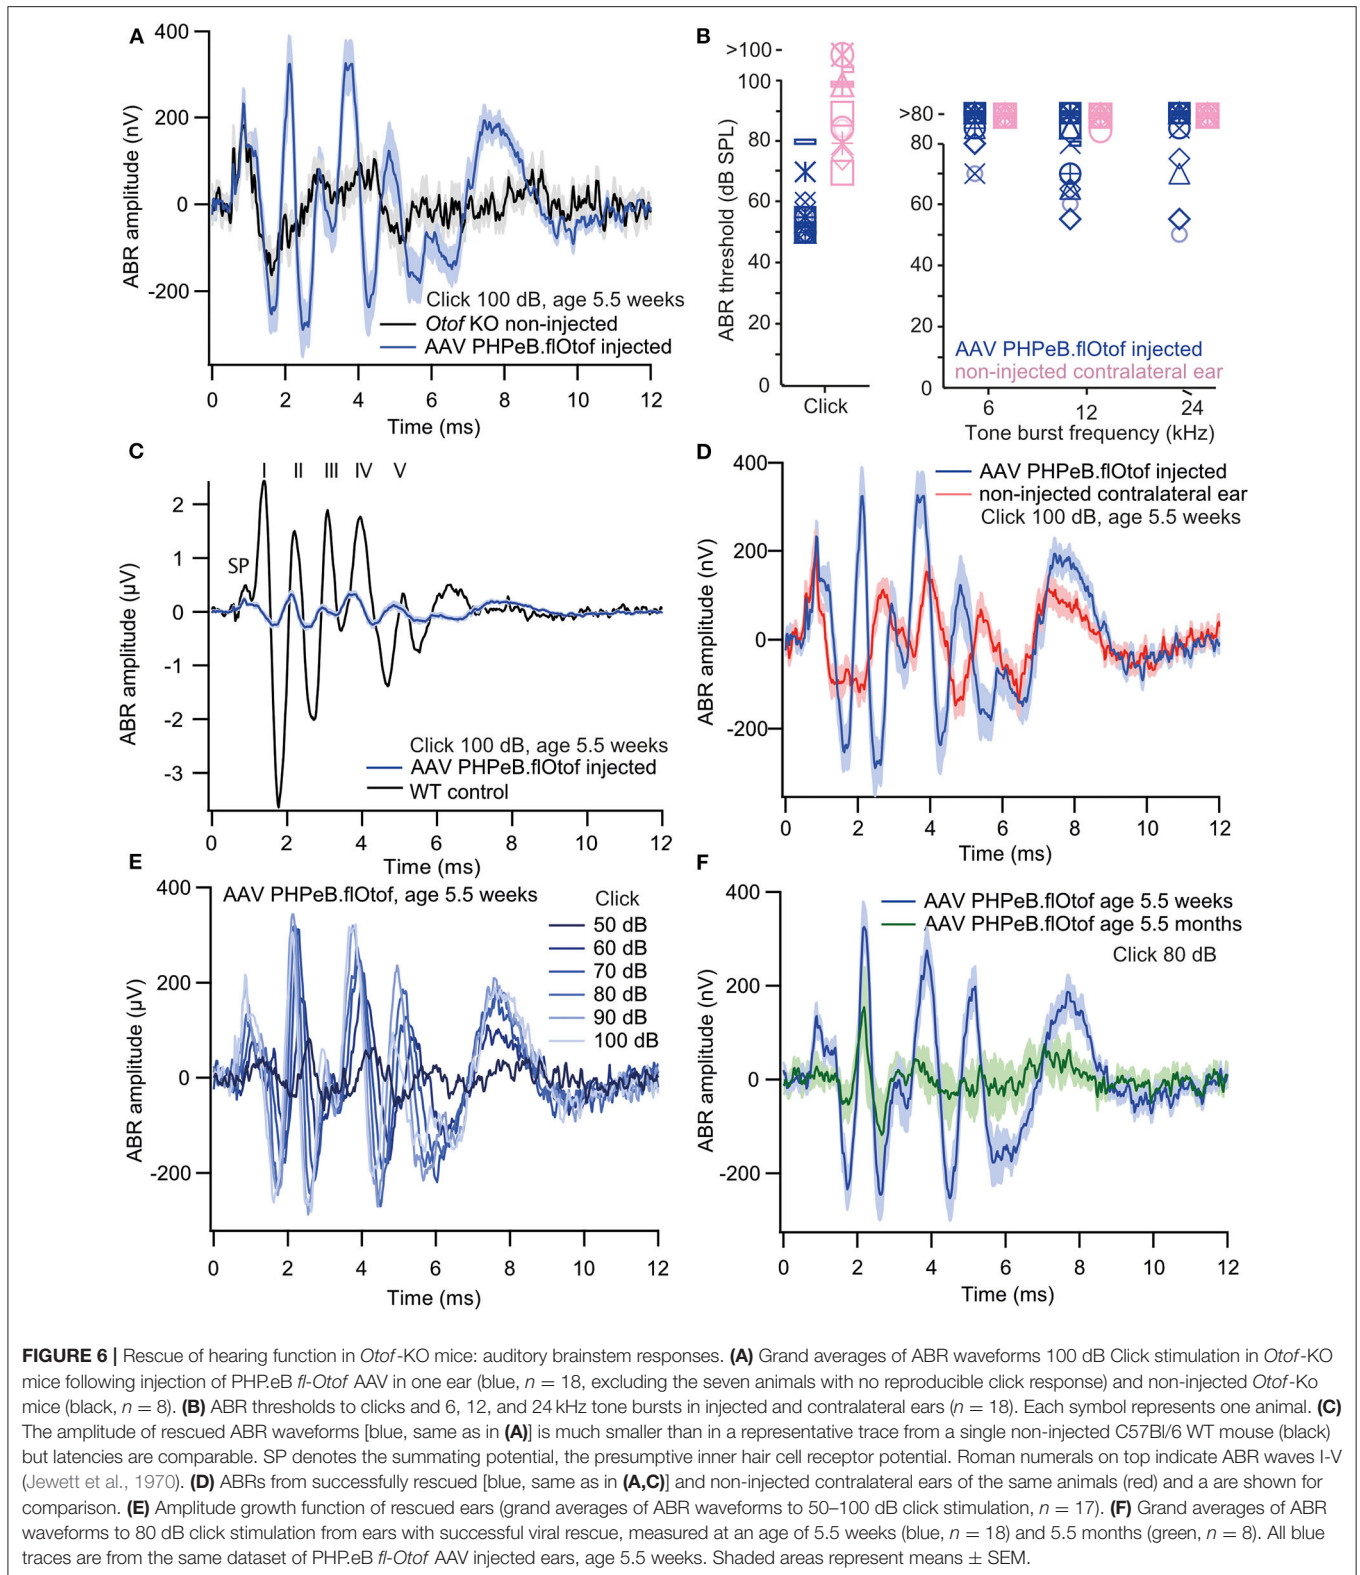 A
400
200
0
-200
ABR amplitude (nV)
Click 100 dB, age 5.5 weeks
Otof KO non-injected
AAV PHPeB.flOtof injected
0 2 4 6 8 10 12
Time (ms)
B
>100
100
80
60
40
20
0
ABR threshold (dB SPL)
Click
>80
80
60
40
20
0
AAV PHPeB.flOtof injected
non-injected contralateral ear
6 12 24
Tone burst frequency (kHz)
C
I II III IV V
SP
2
1
0
-1
-2
-3
ABR amplitude (µV)
Click 100 dB, age 5.5 weeks
AAV PHPeB.flOtof injected
WT control
0 2 4 6 8 10 12
Time (ms)
D
400
200
0
-200
ABR amplitude (nV)
AAV PHPeB.flOtof injected
non-injected contralateral ear
Click 100 dB, age 5.5 weeks
0 2 4 6 8 10 12
Time (ms)
E
400
200
0
-200
ABR amplitude (µV)
AAV PHPeB.flOtof, age 5.5 weeks
Click
50 dB
60 dB
70 dB
80 dB
90 dB
100 dB
0 2 4 6 8 10 12
Time (ms)
F
400
200
0
-200
ABR amplitude (nV)
AAV PHPeB.flOtof age 5.5 weeks
AAV PHPeB.flOtof age 5.5 months
Click 80 dB
0 2 4 6 8 10 12
Time (ms)
FIGURE 6 | Rescue of hearing function in Otof-KO mice: auditory brainstem responses. (A) Grand averages of ABR waveforms 100 dB Click stimulation in Otof-KO
mice following injection of PHP.eB fl-Otof AAV in one ear (blue, n = 18, excluding the seven animals with no reproducible click response) and non-injected Otof-Ko
mice (black, n = 8). (B) ABR thresholds to clicks and 6, 12, and 24 kHz tone bursts in injected and contralateral ears (n = 18). Each symbol represents one animal. (C)
The amplitude of rescued ABR waveforms [blue, same as in (A)] is much smaller than in a representative trace from a single non-injected C57Bl/6 WT mouse (black)
but latencies are comparable. SP denotes the summating potential, the presumptive inner hair cell receptor potential. Roman numerals on top indicate ABR waves I-V
(Jewett et al., 1970). (D) ABRs from successfully rescued [blue, same as in (A,C)] and non-injected contralateral ears of the same animals (red) and a are shown for
comparison. (E) Amplitude growth function of rescued ears (grand averages of ABR waveforms to 50–100 dB click stimulation, n = 17). (F) Grand averages of ABR
waveforms to 80 dB click stimulation from ears with successful viral rescue, measured at an age of 5.5 weeks (blue, n = 18) and 5.5 months (green, n = 8). All blue
traces are from the same dataset of PHP.eB fl-Otof AAV injected ears, age 5.5 weeks. Shaded areas represent means ± SEM.